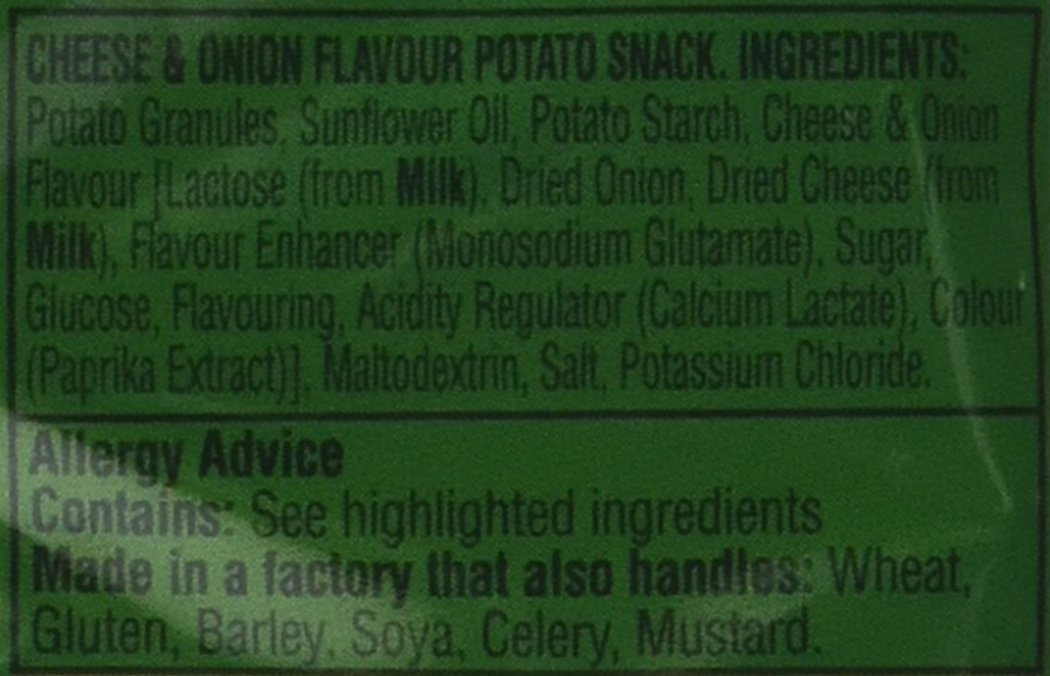 CHEESE & ONION FLAVOUR POTATO SNACK. INGREDIENTS:
Potato Granules, Sunflower Oil, Potato Starch, Cheese & Onion
Flavour [Lactose (from Milk), Dried Onion, Dried Cheese (from
Milk), Flavour Enhancer (Monosodium Glutamate), Sugar,
Glucose, Flavouring, Acidity Regulator (Calcium Lactate), Colour
(Paprika Extract)], Maltodextrin, Salt, Potassium Chloride.
Allergy Advice
Contains: See highlighted ingredients
Made in a factory that also handles: Wheat,
Gluten, Barley, Soya, Celery, Mustard.